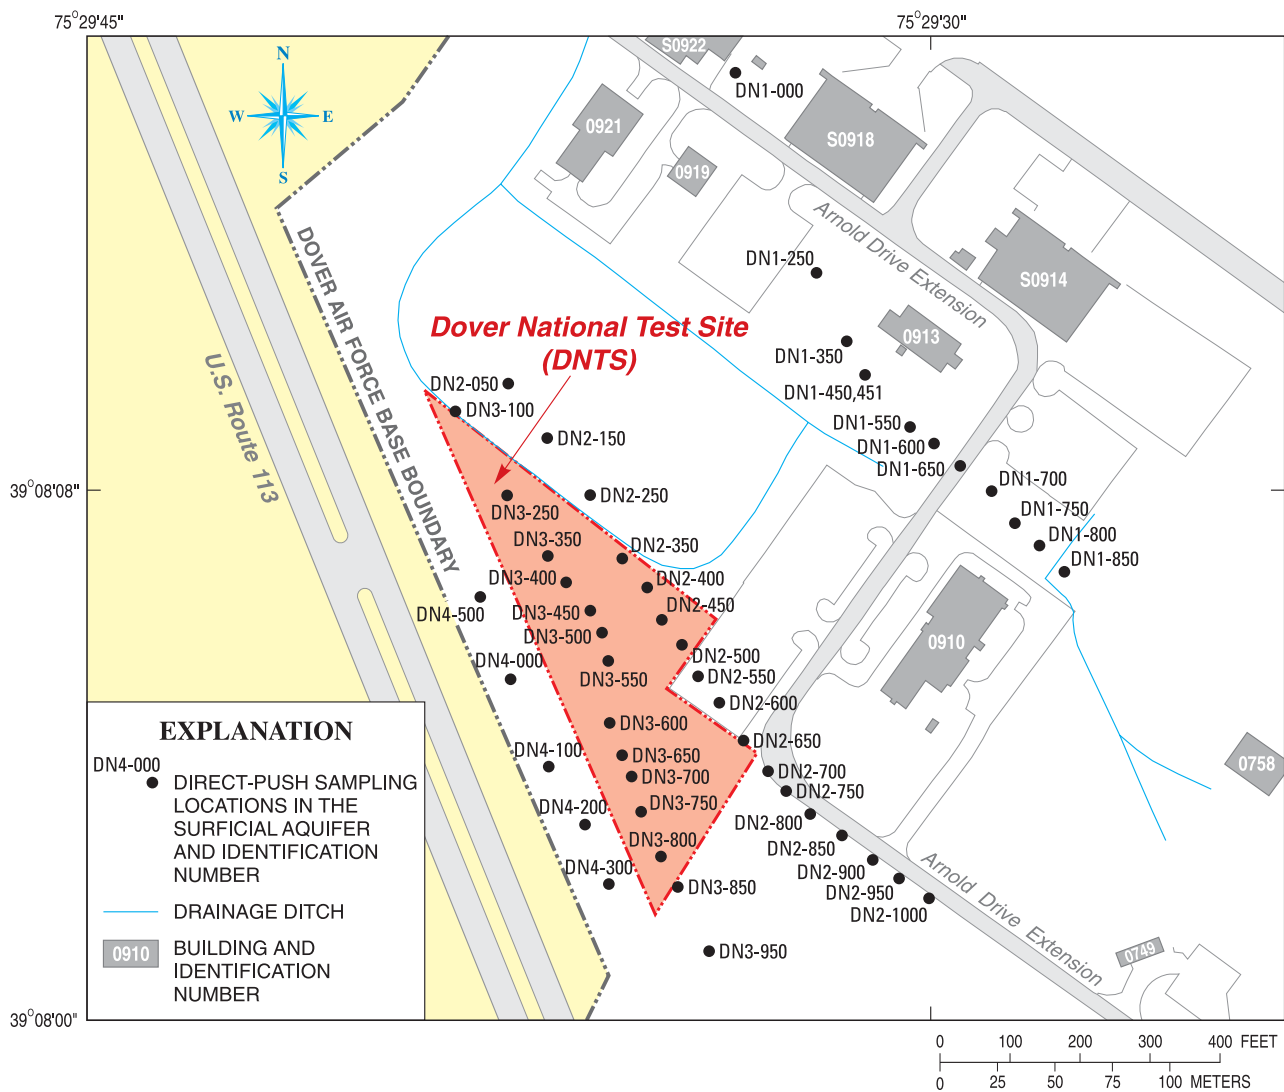 75°29'45"
75°29'30"
N
W
E
S
S0922
DN1-000
0921
S0918
0919
Arnold Drive Extension
DN1-250
S0914
DOVER AIR FORCE BASE BOUNDARY
Dover National Test Site
(DNTS)
0913
U.S. Route 113
DN1-350
DN2-050
DN1-450,451
DN3-100
DN1-550
DN2-150
DN1-600
DN1-650
39°08'08"
DN1-700
DN2-250
DN3-250
DN1-750
DN1-800
DN3-350
DN2-350
DN1-850
DN3-400
DN2-400
DN4-500
DN3-450
DN2-450
DN3-500
0910
DN2-500
DN4-000
DN3-550
DN2-550
DN2-600
DN3-600
DN2-650
DN4-100
DN3-650
DN3-700
DN2-700
0758
DN2-750
DN4-200
DN3-750
DN2-800
DN3-800
DN2-850
DN4-300
DN2-900
DN3-850
DN2-950
DN2-1000
Arnold Drive Extension
DN3-950
0749
EXPLANATION
DN4-000
DIRECT-PUSH SAMPLING
LOCATIONS IN THE
SURFICIAL AQUIFER
AND IDENTIFICATION
NUMBER
DRAINAGE DITCH
0910
BUILDING AND
IDENTIFICATION
NUMBER
39°08'00"
0 100 200 300 400 FEET
0 25 50 75 100 METERS